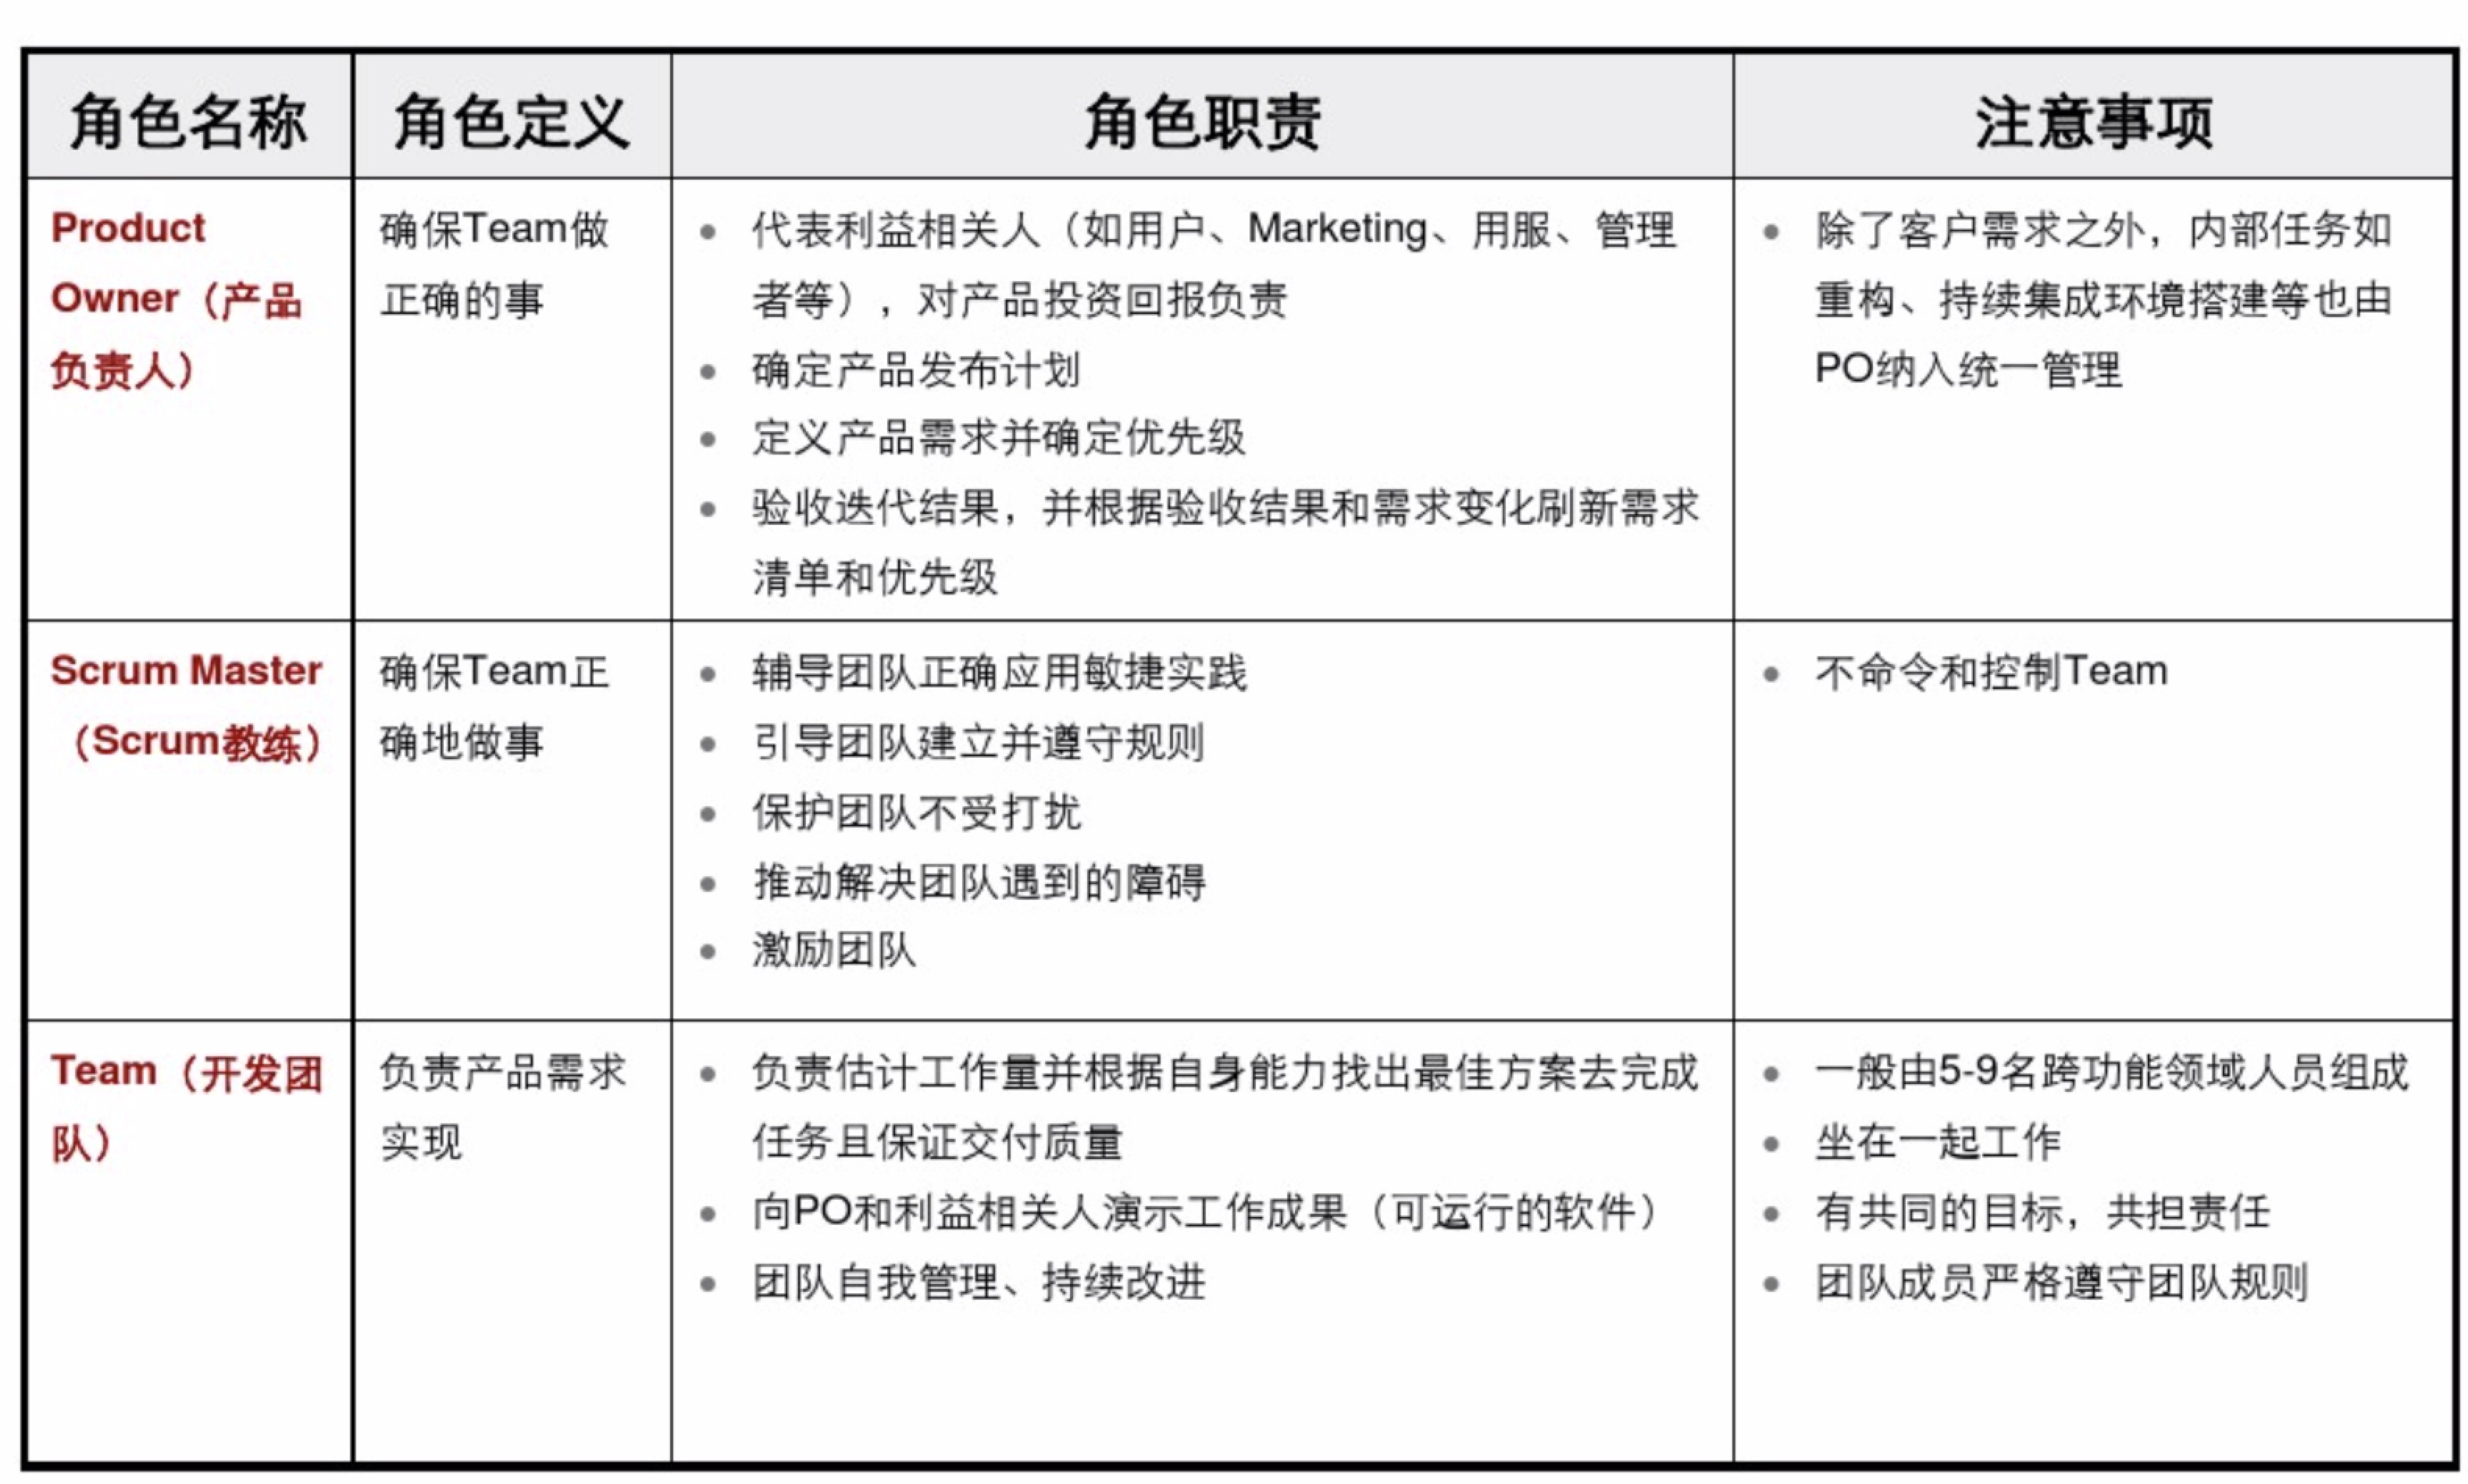 角色名称
角色定义
角色职责
注意事项
Product
Owner（产品
负责人）
确保Team做
正确的事
代表利益相关人（如用户、Marketing、用服、管理
者等），对产品投资回报负责
确定产品发布计划
定义产品需求并确定优先级
验收迭代结果，并根据验收结果和需求变化刷新需求
清单和优先级
除了客户需求之外，内部任务如
重构、持续集成环境搭建等也由
PO纳入统一管理
Scrum Master
（Scrum教练）
确保Team正
确地做事
辅导团队正确应用敏捷实践
引导团队建立并遵守规则
保护团队不受打扰
推动解决团队遇到的障碍
激励团队
不命令和控制Team
Team（开发团
队）
负责产品需求
实现
负责估计工作量并根据自身能力找出最佳方案去完成
任务且保证交付质量
向PO和利益相关人演示工作成果（可运行的软件）
团队自我管理、持续改进
一般由5-9名跨功能领域人员组成
坐在一起工作
有共同的目标，共担责任
团队成员严格遵守团队规则